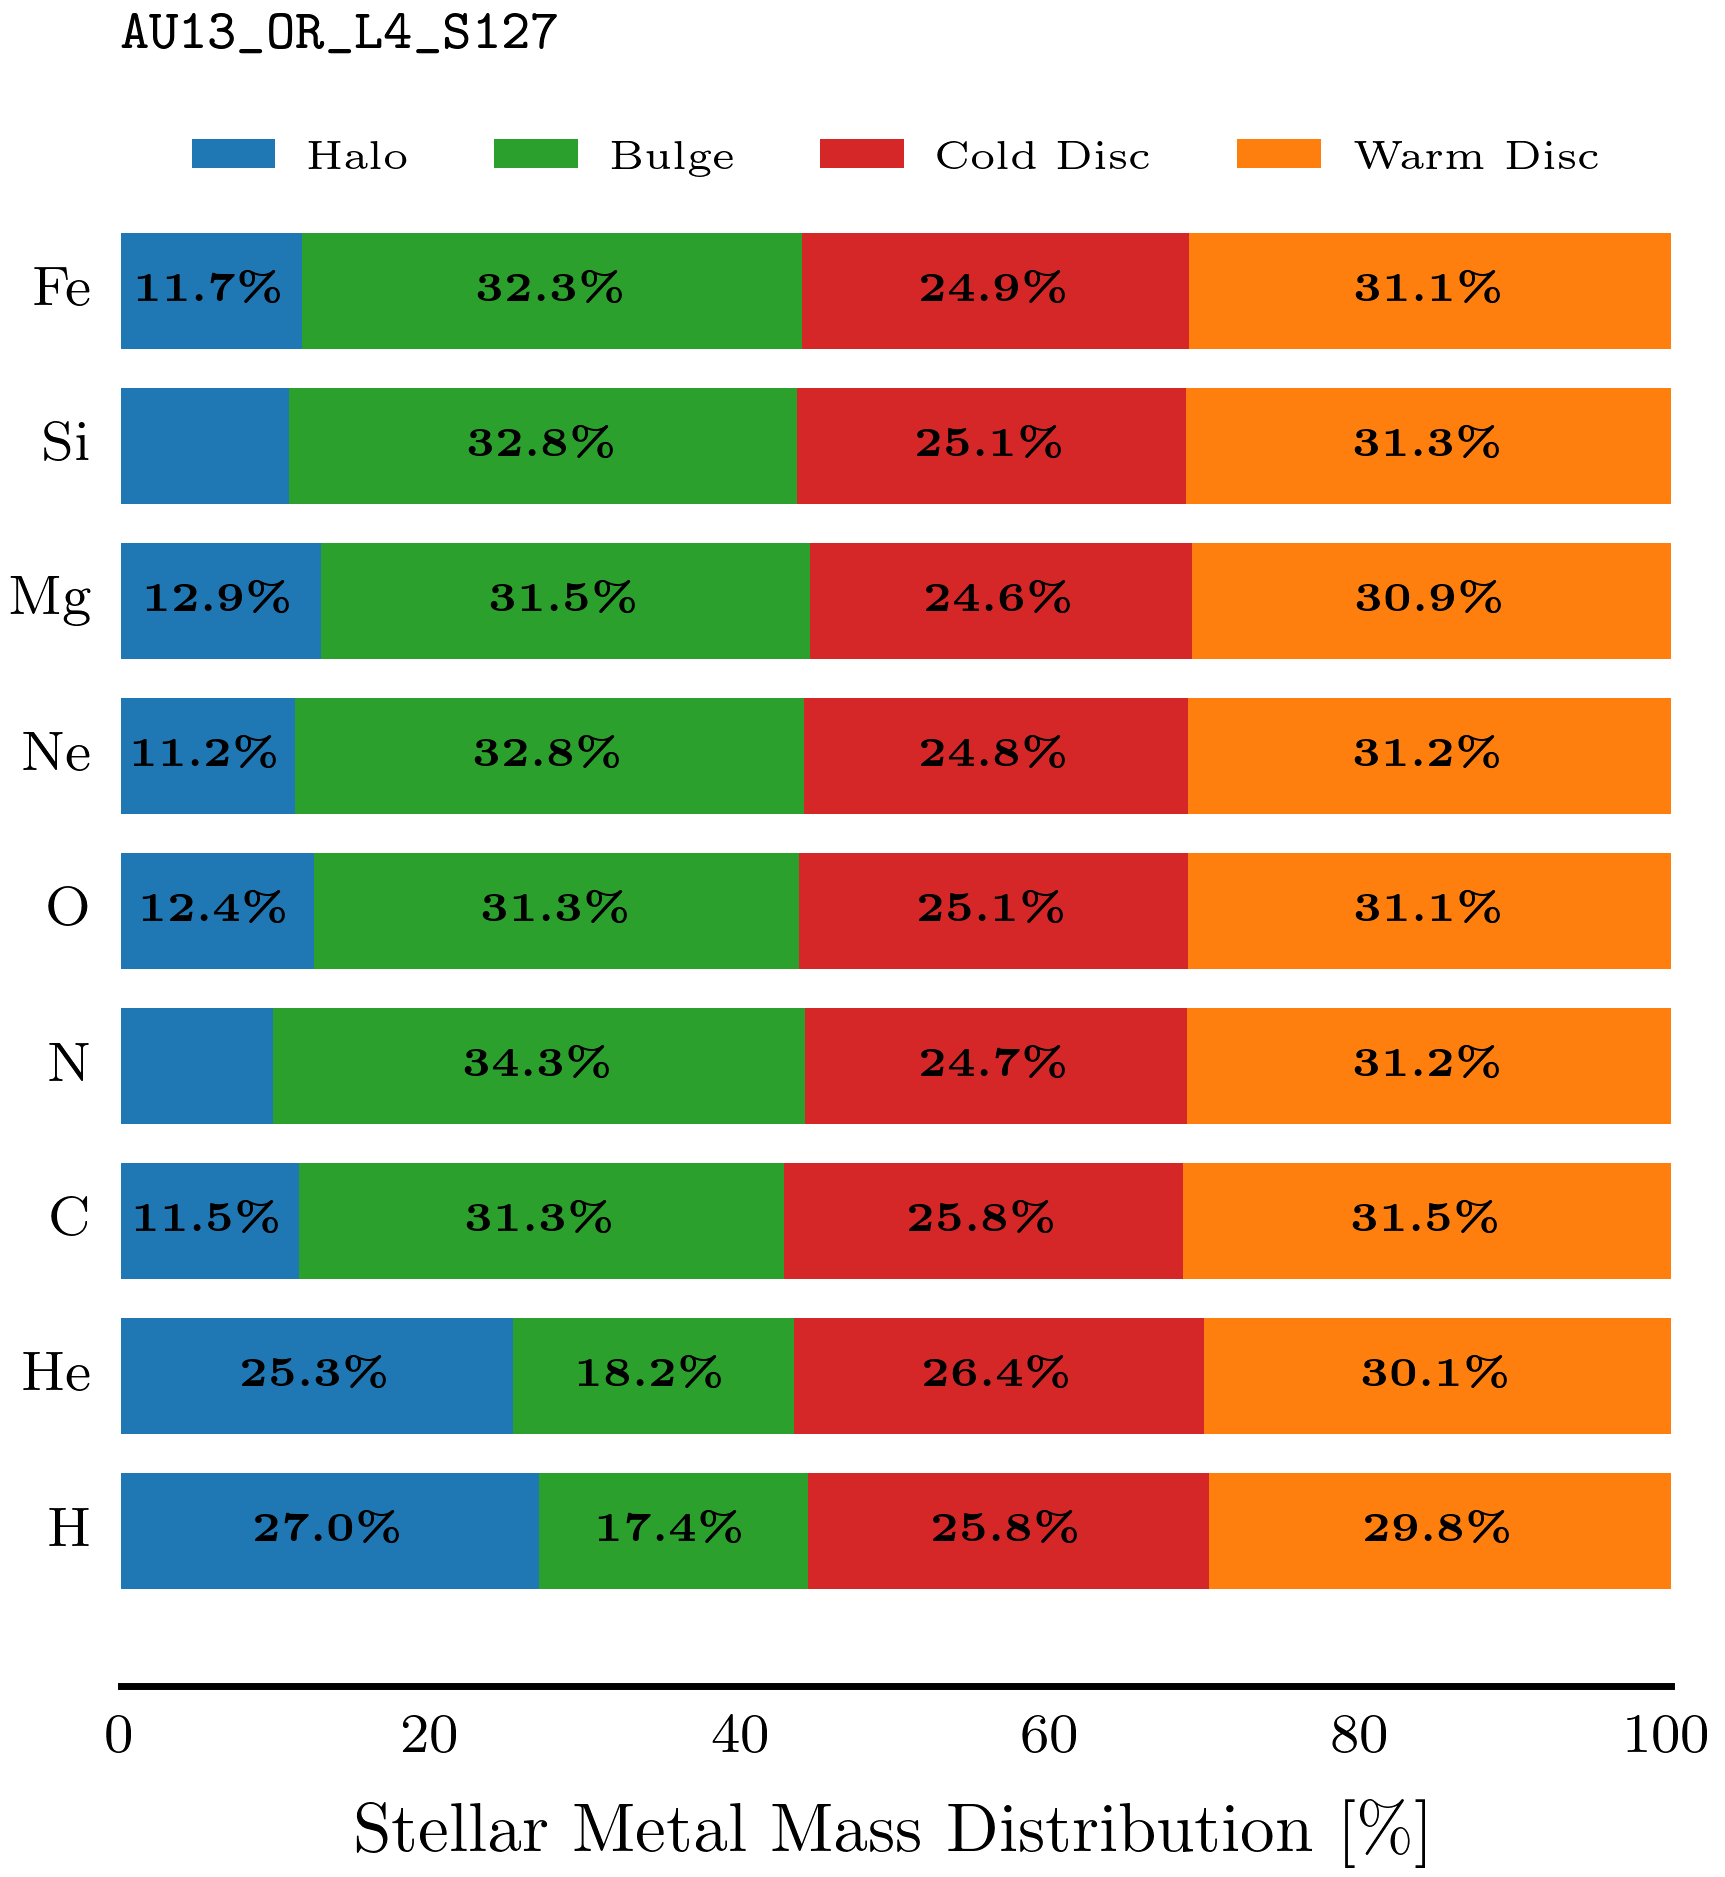 AU13_OR_L4_S127
Halo Bulge Cold Disc Warm Disc
Fe 11.7% 32.3% 24.9% 31.1%
Si 32.8% 25.1% 31.3%
Mg 12.9% 31.5% 24.6% 30.9%
Ne 11.2% 32.8% 24.8% 31.2%
O 12.4% 31.3% 25.1% 31.1%
N 34.3% 24.7% 31.2%
C 11.5% 31.3% 25.8% 31.5%
He 25.3% 18.2% 26.4% 30.1%
H 27.0% 17.4% 25.8% 29.8%
0 20 40 60 80 100
Stellar Metal Mass Distribution [%]